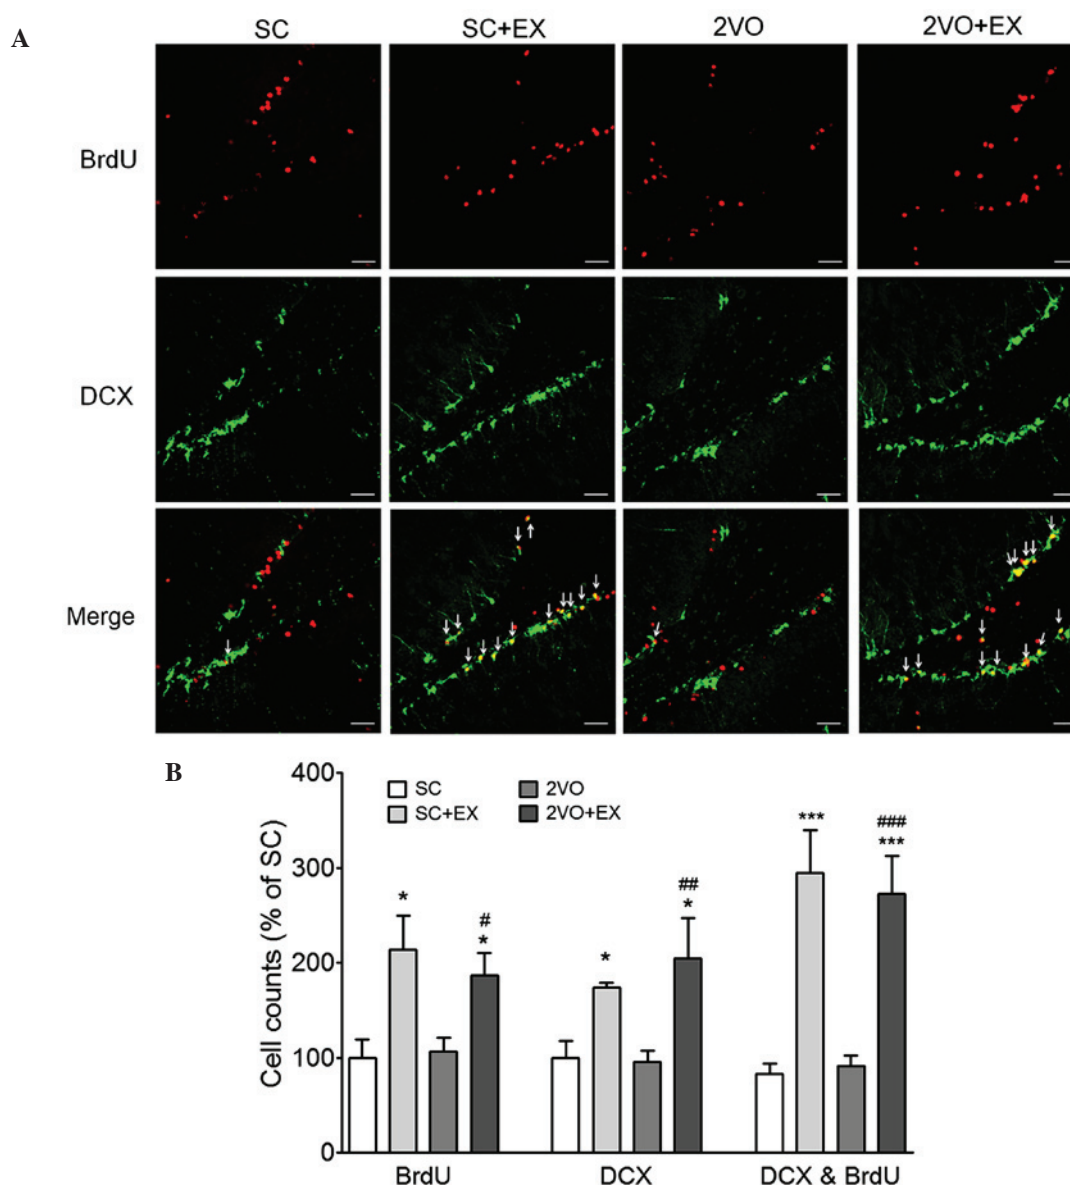 A
SC SC+EX 2VO 2VO+EX
BrdU
DCX
Merge
B
Cell counts (% of SC)
400
300
200
100
0
SC 2VO
SC+EX 2VO+EX
* # * * ## * *** ### ***
BrdU DCX DCX & BrdU